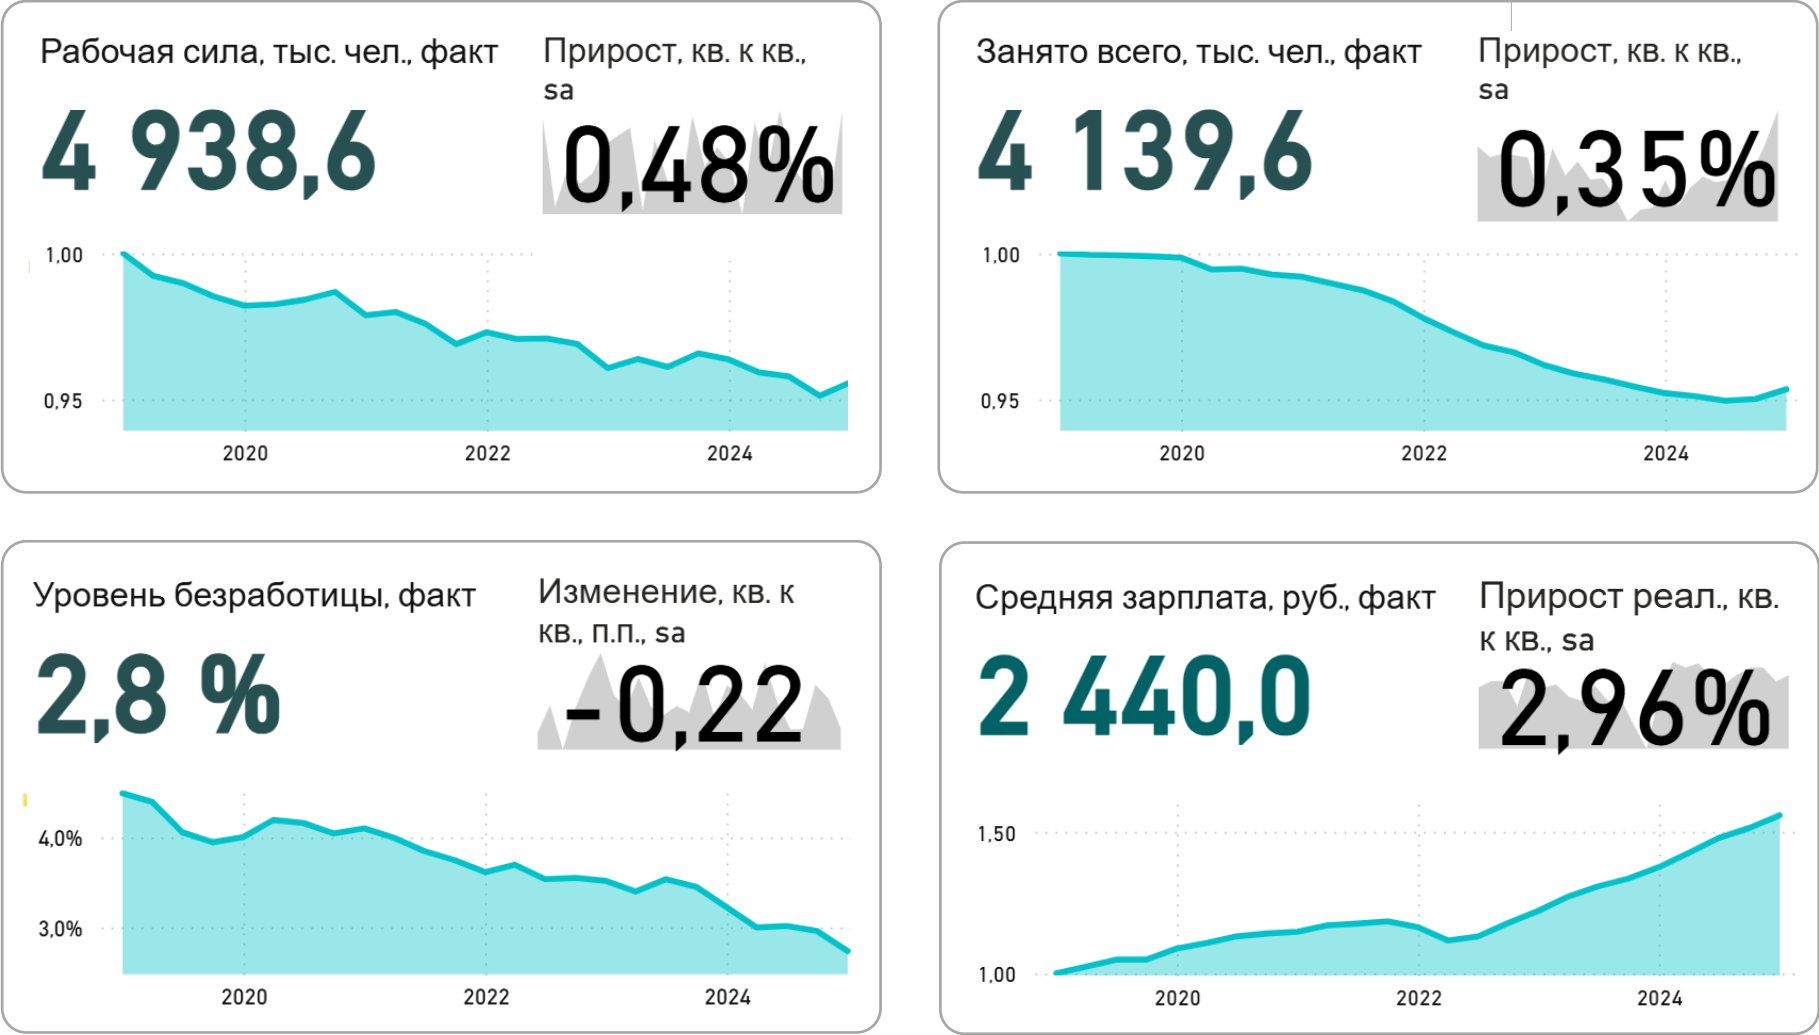 Рабочая сила, тыс. чел., факт
4 938,6
Прирост, кв. к кв.,
sa
0,48%
1,00
0,95
2020
2022
2024
Занято всего, тыс. чел., факт
4 139,6
Прирост, кв. к кв.,
sa
0,35%
1,00
0,95
2020
2022
2024
Уровень безработицы, факт
2,8 %
Изменение, кв. к
кв., п.п., sa
-0,22
4,0%
3,0%
2020
2022
2024
Средняя зарплата, руб., факт
2 440,0
Прирост реал., кв.
к кв., sa
2,96%
1,50
1,00
2020
2022
2024